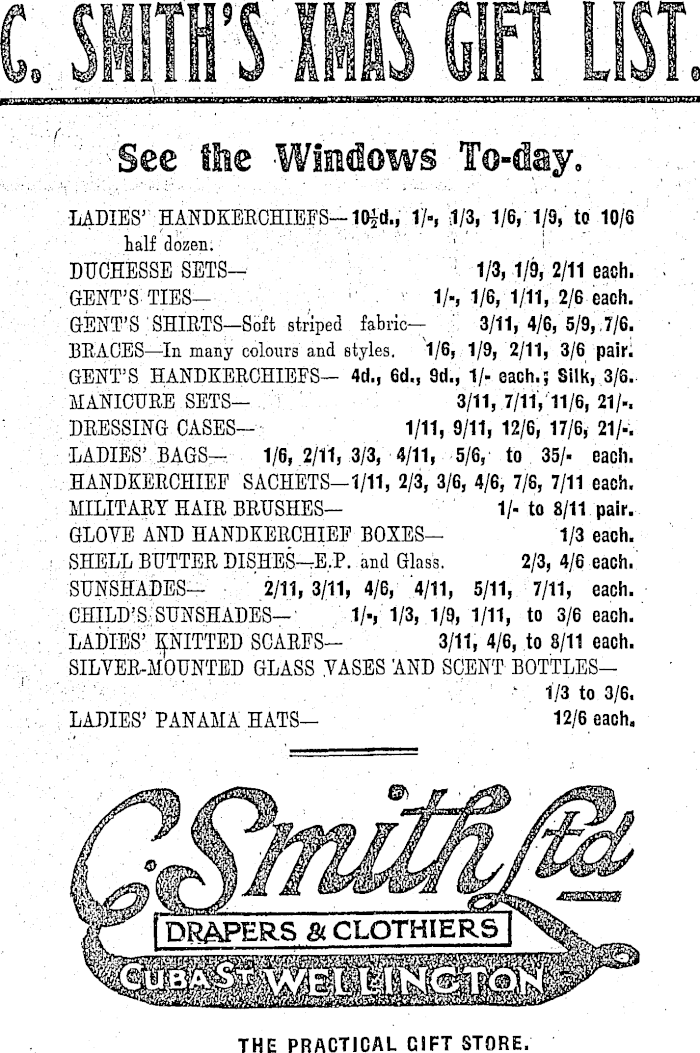 C. SMITH'S XMAS GIFT LIST.
See the Windows To-day.
LADIES' HANDKERCHIEFS—10½d., 1/-, 1/3, 1/6, 1/9, to 10/6
half dozen.
DUCHESSE SETS— 1/3, 1/9, 2/11 each.
GENT'S TIES— 1/-, 1/6, 1/11, 2/6 each.
GENT'S SHIRTS—Soft striped fabric— 3/11, 4/6, 5/9, 7/6.
BRACES—In many colours and styles. 1/6, 1/9, 2/11, 3/6 pair.
GENT'S HANDKERCHIEFS— 4d., 6d., 9d., 1/- each.; Silk, 3/6.
MANICURE SETS— 3/11, 7/11, 11/6, 21/-.
DRESSING CASES— 1/11, 9/11, 12/6, 17/6, 21/-.
LADIES' BAGS— 1/6, 2/11, 3/3, 4/11, 5/6, to 35/- each.
HANDKERCHIEF SACHETS—1/11, 2/3, 3/6, 4/6, 7/6, 7/11 each.
MILITARY HAIR BRUSHES— 1/- to 8/11 pair.
GLOVE AND HANDKERCHIEF BOXES— 1/3 each.
SHELL BUTTER DISHES—E.P. and Glass. 2/3, 4/6 each.
SUNSHADES— 2/11, 3/11, 4/6, 4/11, 5/11, 7/11, each.
CHILD'S SUNSHADES— 1/-, 1/3, 1/9, 1/11, to 3/6 each.
LADIES' KNITTED SCARFS— 3/11, 4/6, to 8/11 each.
SILVER-MOUNTED GLASS VASES AND SCENT BOTTLES—
1/3 to 3/6.
LADIES' PANAMA HATS— 12/6 each.
C. Smith Ltd
DRAPERS & CLOTHIERS
CUBA ST WELLINGTON
THE PRACTICAL GIFT STORE.